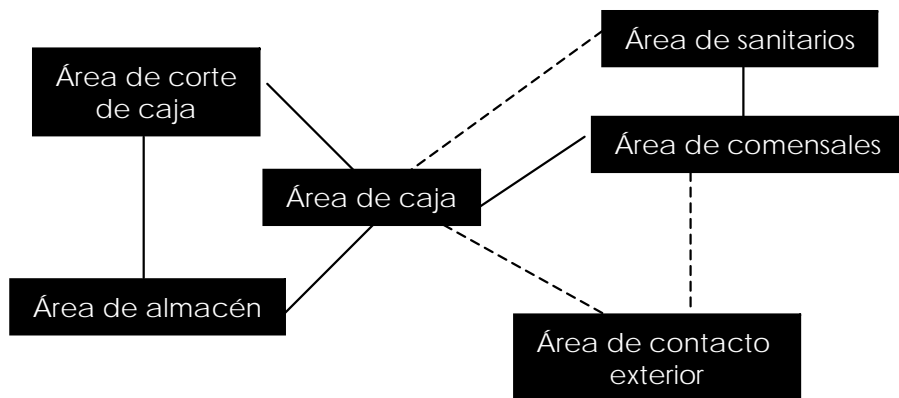 Área de sanitarios
Área de corte
de caja
Área de comensales
Área de caja
Área de almacén
Área de contacto
exterior